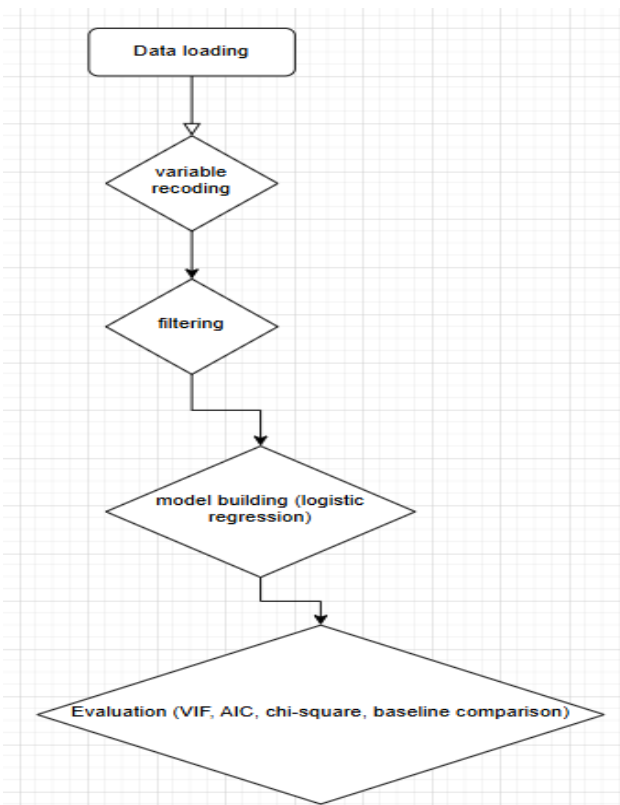 Data loading
variable
recoding
filtering
model building (logistic
regression)
Evaluation (VIF, AIC, chi-square, baseline comparison)